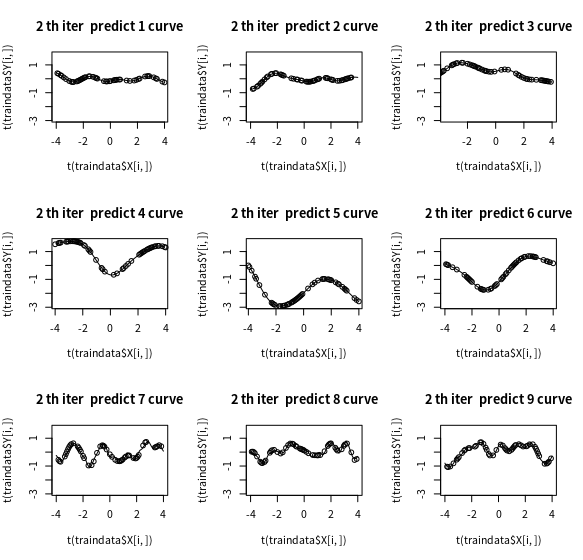 2 th iter predict 1 curve
2 th iter predict 2 curve
2 th iter predict 3 curve
t(traindata$Y[i, ])
1
-1
-3
-4 -2 0 2 4
t(traindata$X[i, ])
t(traindata$Y[i, ])
1
-1
-3
-4 -2 0 2 4
t(traindata$X[i, ])
t(traindata$Y[i, ])
1
-1
-3
-2 0 2 4
t(traindata$X[i, ])
2 th iter predict 4 curve
2 th iter predict 5 curve
2 th iter predict 6 curve
t(traindata$Y[i, ])
1
-1
-3
-4 -2 0 2 4
t(traindata$X[i, ])
t(traindata$Y[i, ])
1
-1
-3
-4 -2 0 2 4
t(traindata$X[i, ])
t(traindata$Y[i, ])
1
-1
-3
-4 -2 0 2 4
t(traindata$X[i, ])
2 th iter predict 7 curve
2 th iter predict 8 curve
2 th iter predict 9 curve
t(traindata$Y[i, ])
1
-1
-3
-4 -2 0 2 4
t(traindata$X[i, ])
t(traindata$Y[i, ])
1
-1
-3
-4 -2 0 2 4
t(traindata$X[i, ])
t(traindata$Y[i, ])
1
-1
-3
-4 -2 0 2 4
t(traindata$X[i, ])